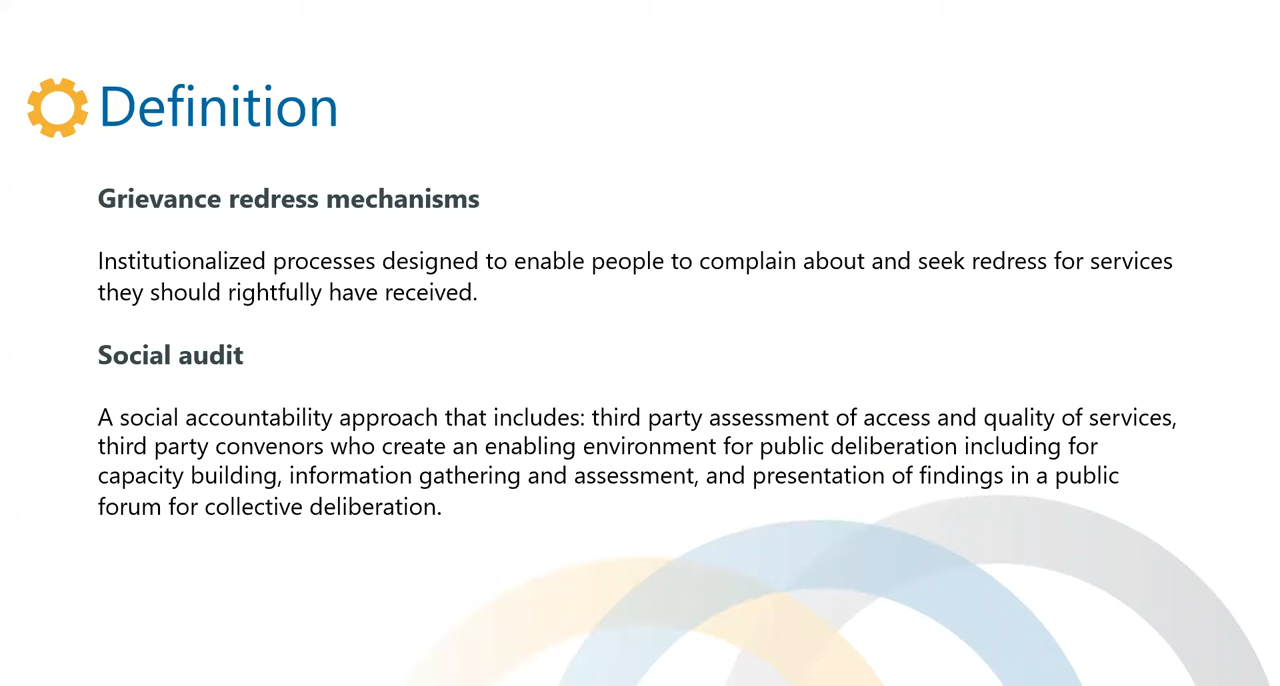 Definition
Grievance redress mechanisms
Institutionalized processes designed to enable people to complain about and seek redress for services
they should rightfully have received.
Social audit
A social accountability approach that includes: third party assessment of access and quality of services,
third party convenors who create an enabling environment for public deliberation including for
capacity building, information gathering and assessment, and presentation of findings in a public
forum for collective deliberation.